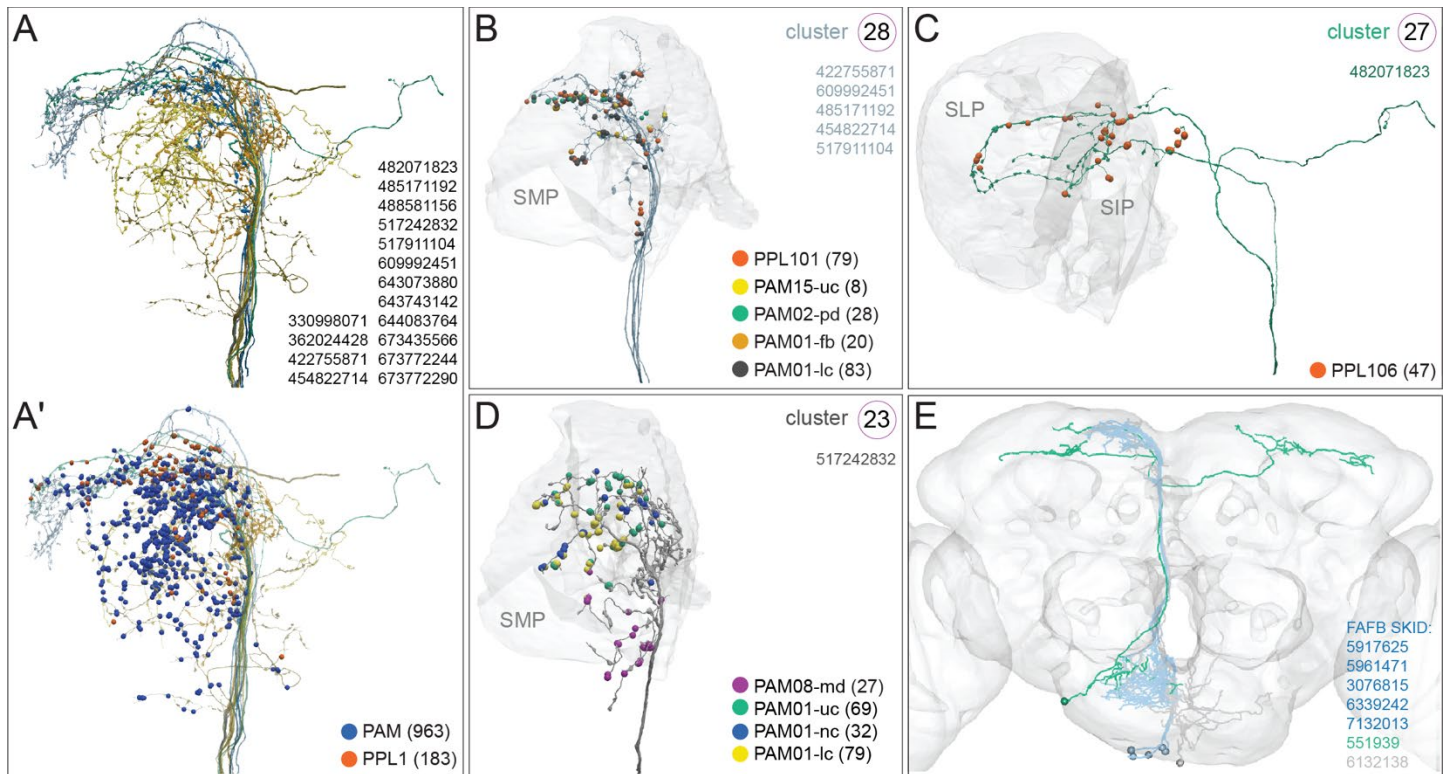 A
482071823
485171192
488581156
517242832
517911104
609992451
643073880
643743142
330998071 644083764
362024428 673435566
422755871 673772244
454822714 673772290
B
cluster 28
422755871
609992451
485171192
454822714
517911104
SMP
PPL101 (79)
PAM15-uc (8)
PAM02-pd (28)
PAM01-fb (20)
PAM01-lc (83)
C
cluster 27
482071823
SLP
SIP
PPL106 (47)
A'
PAM (963)
PPL1 (183)
D
cluster 23
517242832
SMP
PAM08-md (27)
PAM01-uc (69)
PAM01-nc (32)
PAM01-lc (79)
E
FAFB SKID:
5917625
5961471
3076815
6339242
7132013
551939
6132138